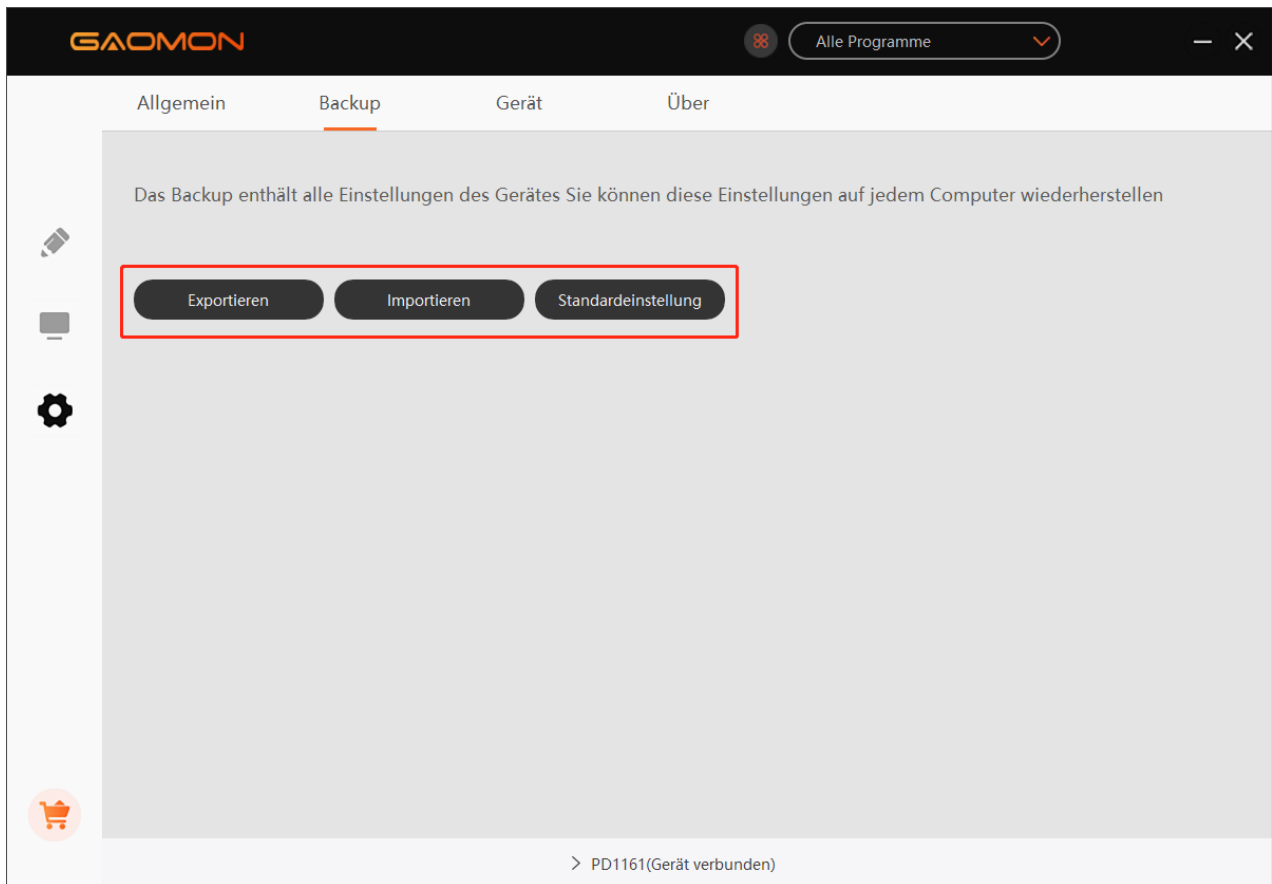 GAOMON
Alle Programme
Allgemein Backup Gerät Über
Das Backup enthält alle Einstellungen des Gerätes Sie können diese Einstellungen auf jedem Computer wiederherstellen
Exportieren Importieren Standardeinstellung
PD1161(Gerät verbunden)